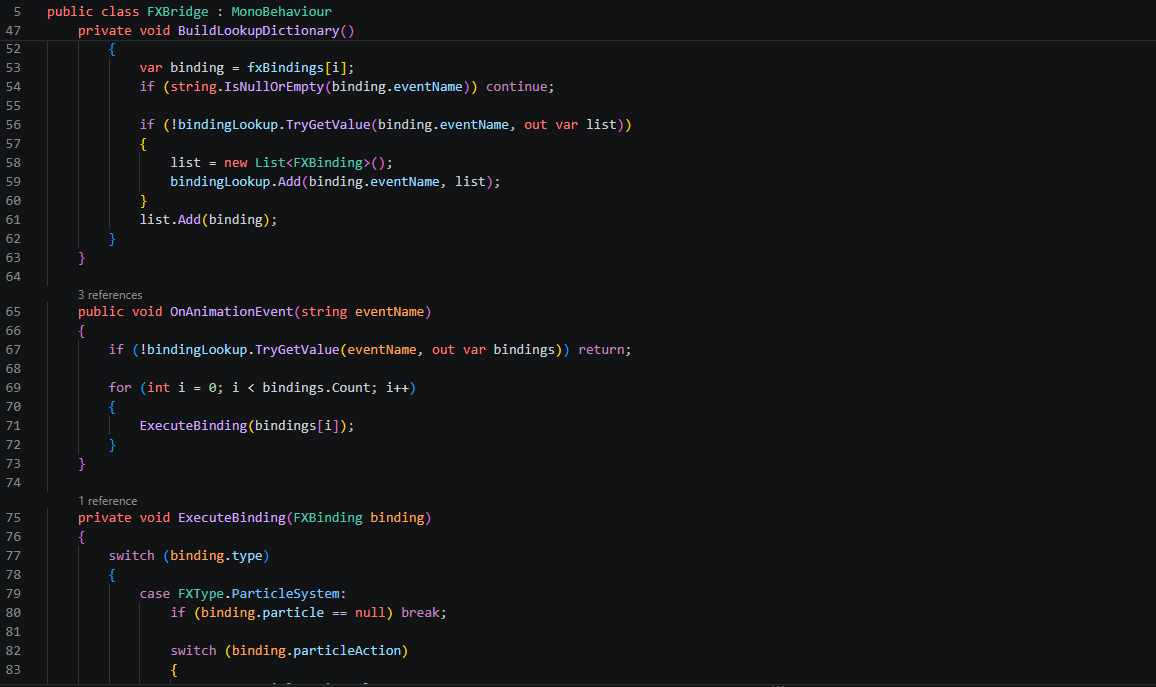 5 public class FXBridge : MonoBehaviour
47 private void BuildLookupDictionary()
52 {
53 var binding = fxBindings[i];
54 if (string.IsNullOrEmpty(binding.eventName)) continue;
55
56 if (!bindingLookup.TryGetValue(binding.eventName, out var list))
57 {
58 list = new List<FXBinding>();
59 bindingLookup.Add(binding.eventName, list);
60 }
61 list.Add(binding);
62 }
63 }
64
3 references
65 public void OnAnimationEvent(string eventName)
66 {
67 if (!bindingLookup.TryGetValue(eventName, out var bindings)) return;
68
69 for (int i = 0; i < bindings.Count; i++)
70 {
71 ExecuteBinding(bindings[i]);
72 }
73 }
74
1 reference
75 private void ExecuteBinding(FXBinding binding)
76 {
77 switch (binding.type)
78 {
79 case FXType.ParticleSystem:
80 if (binding.particle == null) break;
81
82 switch (binding.particleAction)
83 {